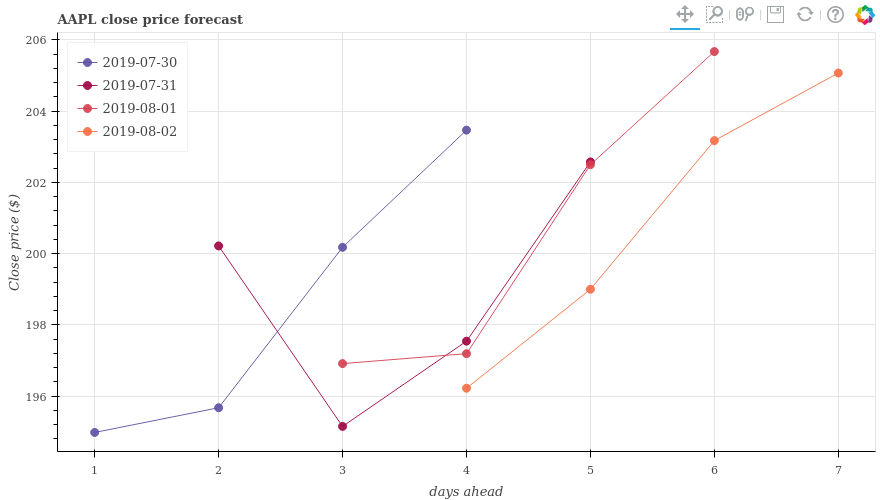 AAPL close price forecast
2019-07-30
2019-07-31
2019-08-01
2019-08-02
Close price ($)
206
204
202
200
198
196
1 2 3 4 5 6 7
days ahead